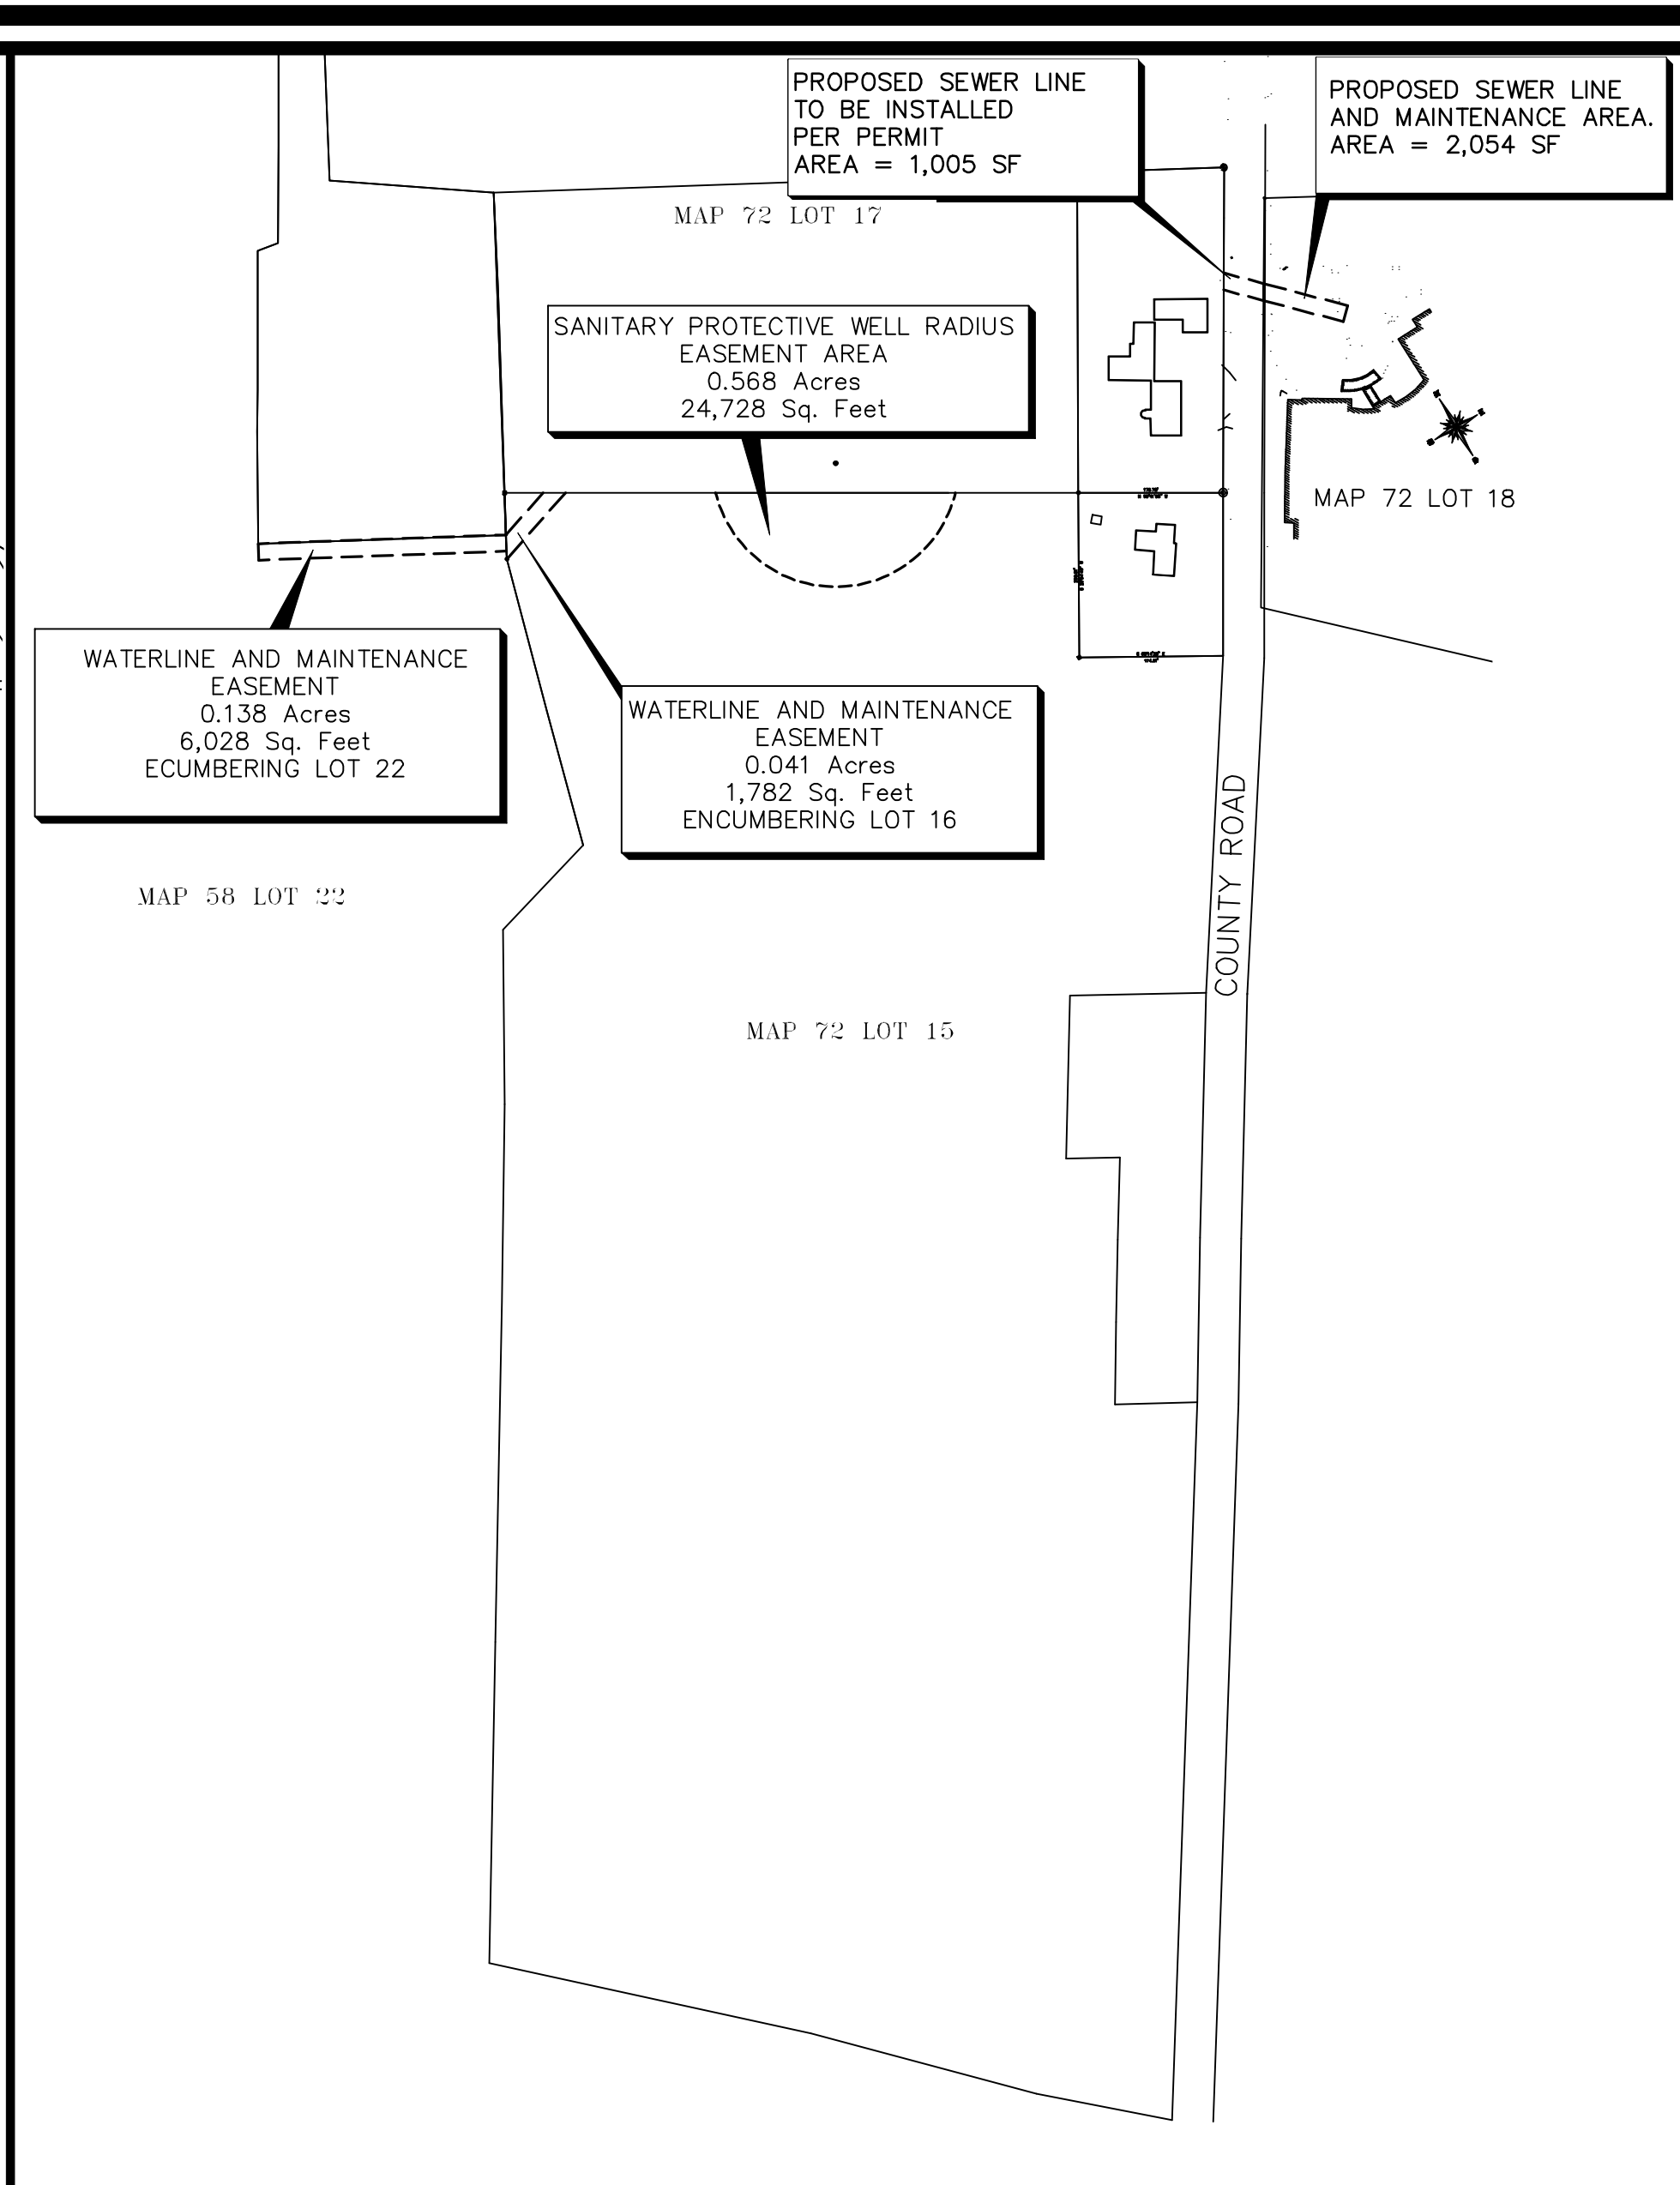 PROPOSED SEWER LINE
TO BE INSTALLED
PER PERMIT
AREA = 1,005 SF
PROPOSED SEWER LINE
AND MAINTENANCE AREA.
AREA = 2,054 SF
MAP 72 LOT 17
SANITARY PROTECTIVE WELL RADIUS
EASEMENT AREA
0.568 Acres
24,728 Sq. Feet
MAP 72 LOT 18
WATERLINE AND MAINTENANCE
EASEMENT
0.138 Acres
6,028 Sq. Feet
ECUMBERING LOT 22
WATERLINE AND MAINTENANCE
EASEMENT
0.041 Acres
1,782 Sq. Feet
ENCUMBERING LOT 16
COUNTY ROAD
MAP 58 LOT 22
MAP 72 LOT 15